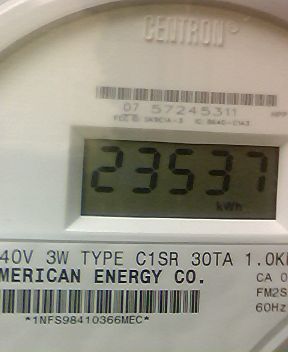 CENTRON®
07 57245311
23537
kWh
40V 3W TYPE C1SR 30TA 1.0K
MERICAN ENERGY CO.
CA 0
FM2S
60Hz
*1NFS98410366MEC*